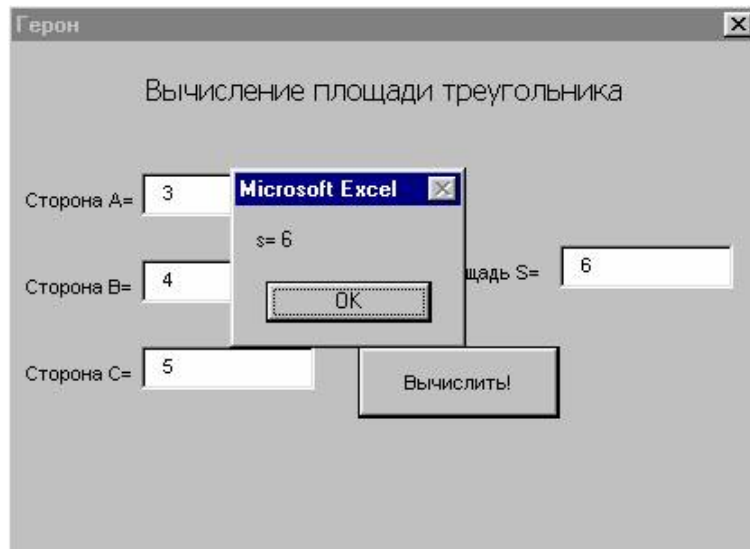 Герон
Вычисление площади треугольника
Сторона A= 3
Microsoft Excel
s= 6
OK
Сторона B= 4
щадь S= 6
Сторона C= 5
Вычислить!